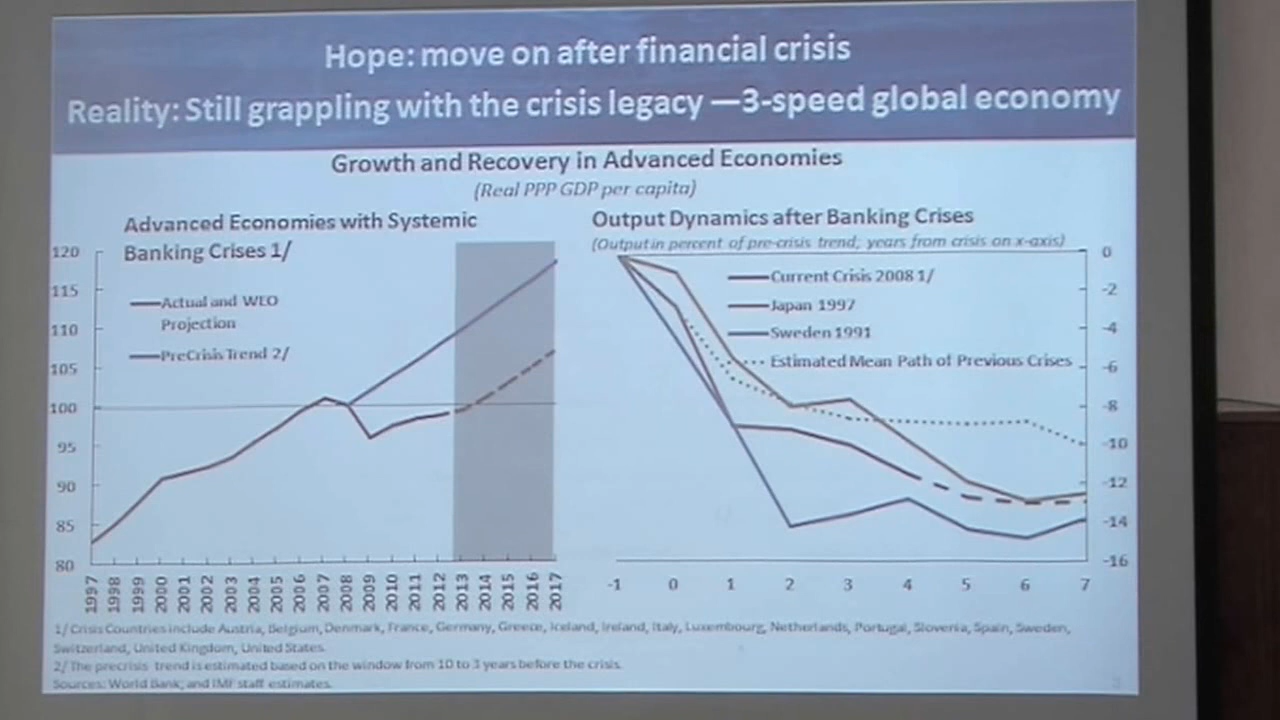 Hope: move on after financial crisis
Reality: Still grappling with the crisis legacy —3-speed global economy
Growth and Recovery in Advanced Economies
(Real PPP GDP per capita)
Advanced Economies with Systemic
Banking Crises 1/
120
115
110
105
100
95
90
85
80
Actual and WEO
Projection
PreCrisis Trend 2/
1997 1998 1999 2000 2001 2002 2003 2004 2005 2006 2007 2008 2009 2010 2011 2012 2013 2014 2015 2016 2017
Output Dynamics after Banking Crises
(Output in percent of pre-crisis trend; years from crisis on x-axis)
Current Crisis 2008 1/
Japan 1997
Sweden 1991
Estimated Mean Path of Previous Crises
0
-2
-4
-6
-8
-10
-12
-14
-16
-1 0 1 2 3 4 5 6 7
1/ Crisis Countries include Austria, Belgium, Denmark, France, Germany, Greece, Iceland, Ireland, Italy, Luxembourg, Netherlands, Portugal, Slovenia, Spain, Sweden,
Switzerland, United Kingdom, United States.
2/ The precrisis trend is estimated based on the window from 10 to 3 years before the crisis.
Sources: World Bank; and IMF staff estimates.